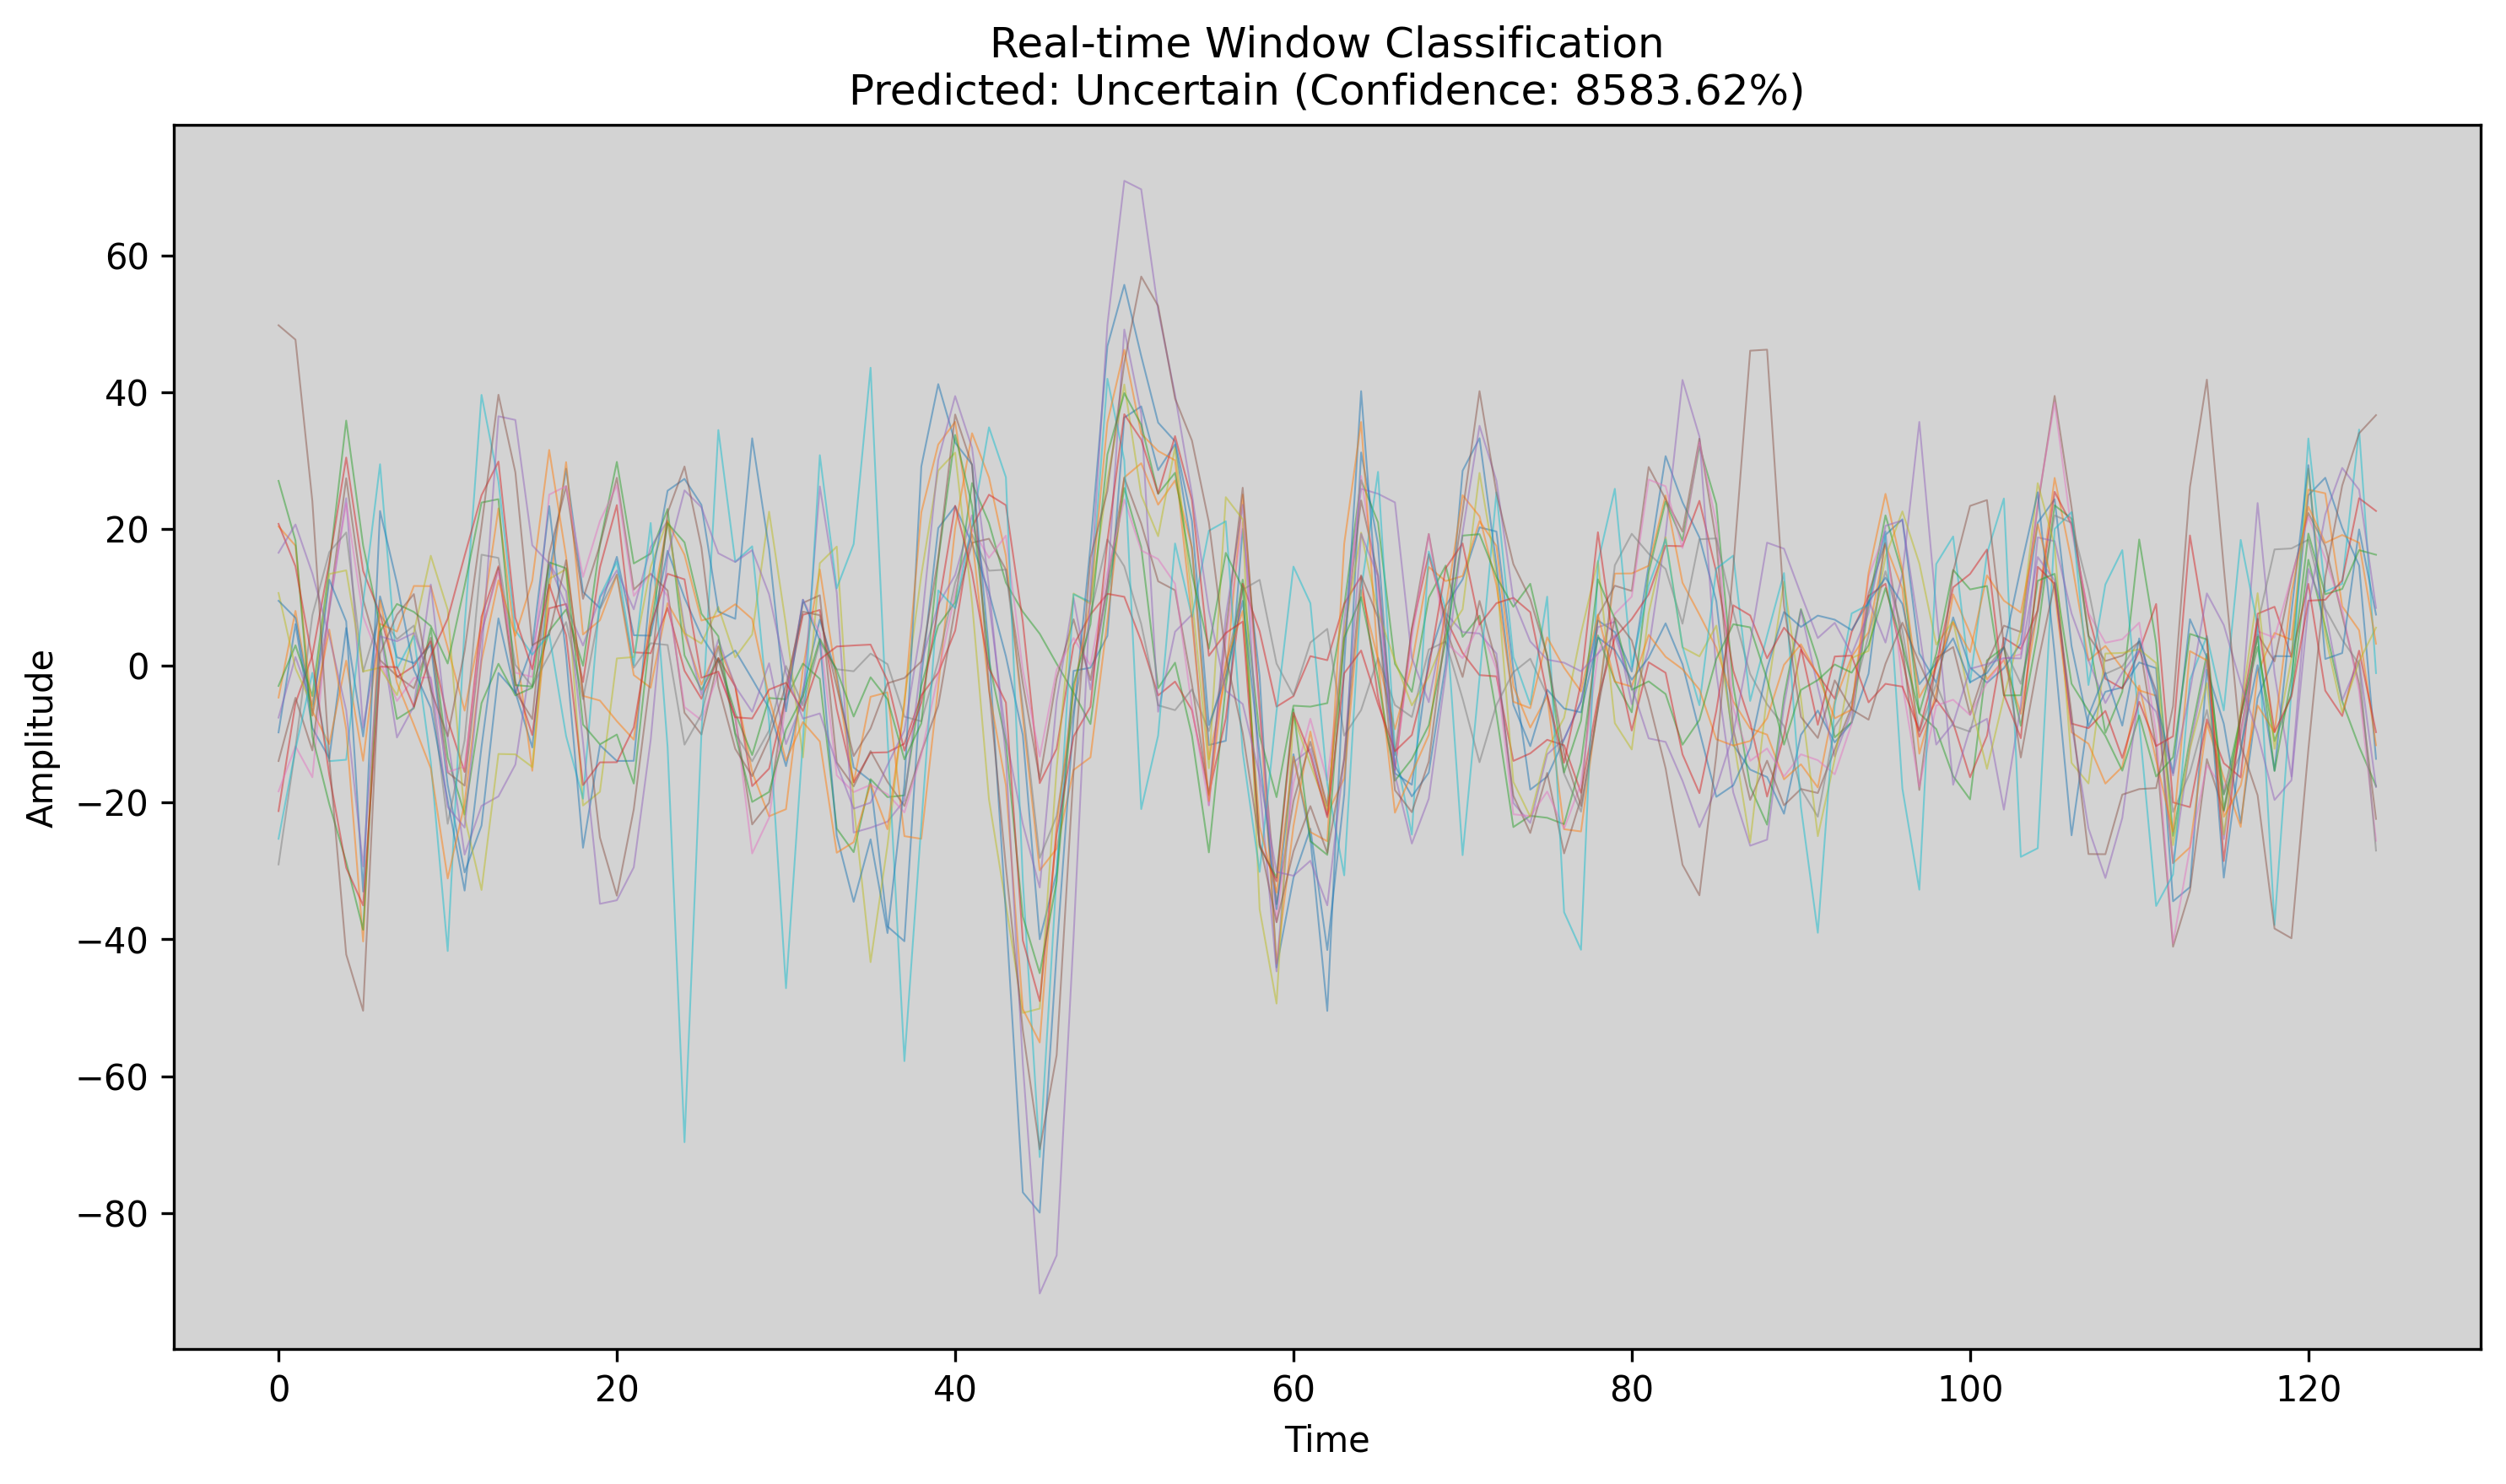 Real-time Window Classification
Predicted: Uncertain (Confidence: 8583.62%)
Amplitude
60
40
20
0
−20
−40
−60
−80
0 20 40 60 80 100 120
Time